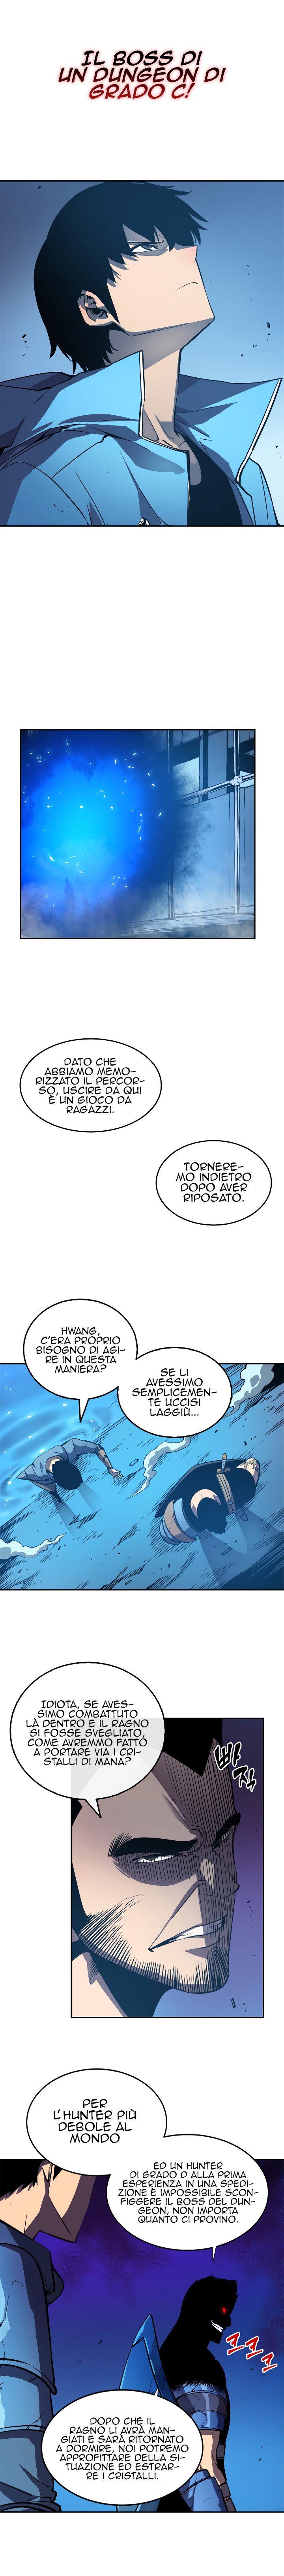 IL BOSS DI
UN DUNGEON DI
GRADO C!
DATO CHE
ABBIAMO MEMO-
RIZZATO IL PERCOR-
SO, USCIRE DA QUI
È UN GIOCO DA
RAGAZZI.
TORNERE-
MO INDIETRO
DOPO AVER
RIPOSATO.
HWANG,
C'ERA PROPRIO
BISOGNO DI AGI-
RE IN QUESTA
MANIERA?
SE LI
AVESSIMO
SEMPLICEMEN-
TE UCCISI
LAGGIÙ...
IDIOTA, SE AVES-
SIMO COMBATTUTO
LÀ DENTRO E IL RAGNO
SI FOSSE SVEGLIATO,
COME AVREMMO FATTO
A PORTARE VIA I CRI-
STALLI DI MANA?
빠직
PER
L'HUNTER PIÙ
DEBOLE AL
MONDO
ED UN HUNTER
DI GRADO D ALLA PRIMA
ESPERIENZA IN UNA SPEDI-
ZIONE È IMPOSSIBILE SCON-
FIGGERE IL BOSS DEL DUN-
GEON, NON IMPORTA
QUANTO CI PROVINO.
크크크
DOPO CHE IL
RAGNO LI AVRÀ MAN-
GIATI E SARÀ RITORNATO
A DORMIRE, NOI POTREMO
APPROFITTARE DELLA SI-
TUAZIONE ED ESTRAR-
RE I CRISTALLI.